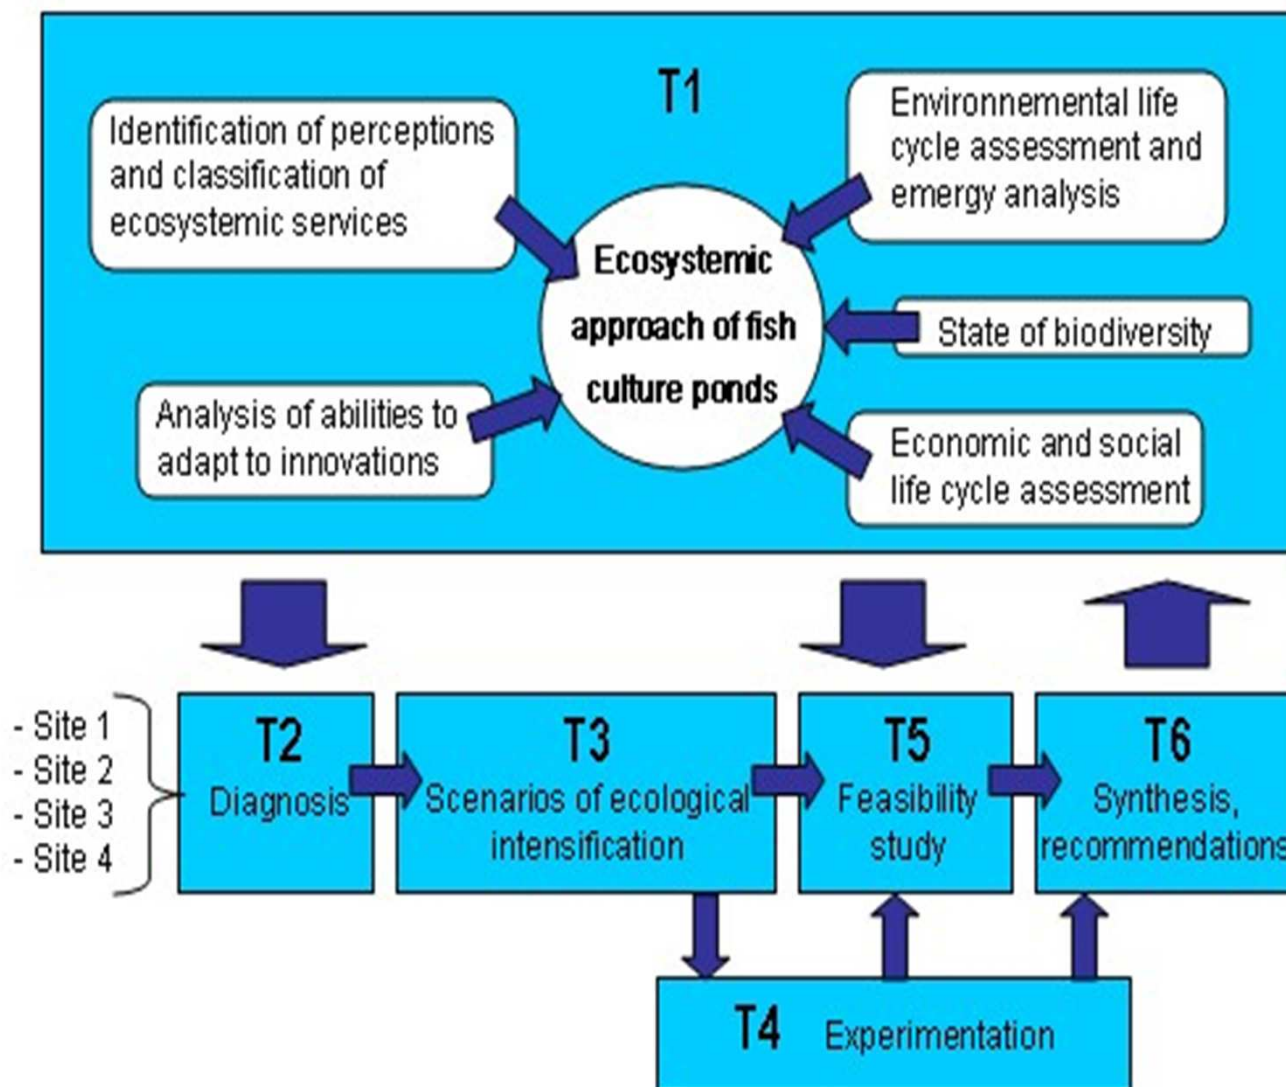 T1
Identification of perceptions
and classification of
ecosystemic services
Environnemental life
cycle assessment and
emergy analysis
Ecosystemic
approach of fish
culture ponds
State of biodiversity
Analysis of abilities to
adapt to innovations
Economic and social
life cycle assessment
- Site 1
- Site 2
- Site 3
- Site 4
T2
Diagnosis
T3
Scenarios of ecological
intensification
T5
Feasibility
study
T6
Synthesis,
recommendations
T4 Experimentation